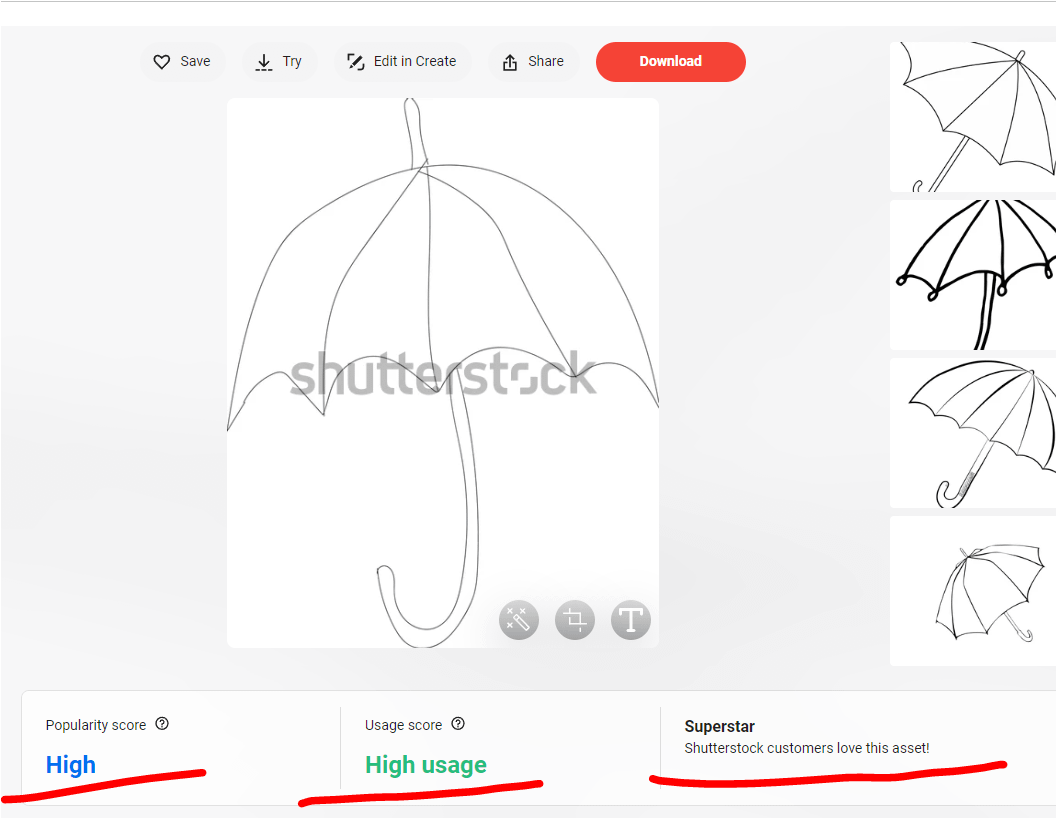 Save Try Edit in Create Share Download
shutterstock
T
Popularity score ? Usage score ? Superstar
Shutterstock customers love this asset!
High High usage